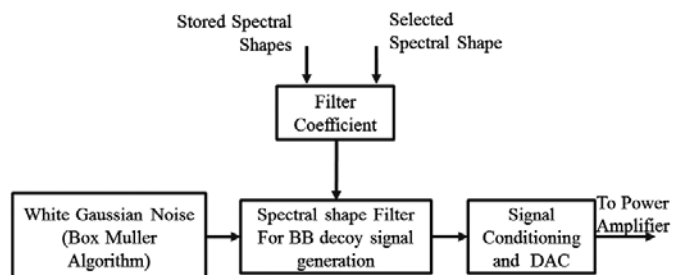 Stored Spectral
Shapes
Selected
Spectral Shape
Filter
Coefficient
White Gaussian Noise
(Box Muller
Algorithm)
Spectral shape Filter
For BB decoy signal
generation
Signal
Conditioning
and DAC
To Power
Amplifier